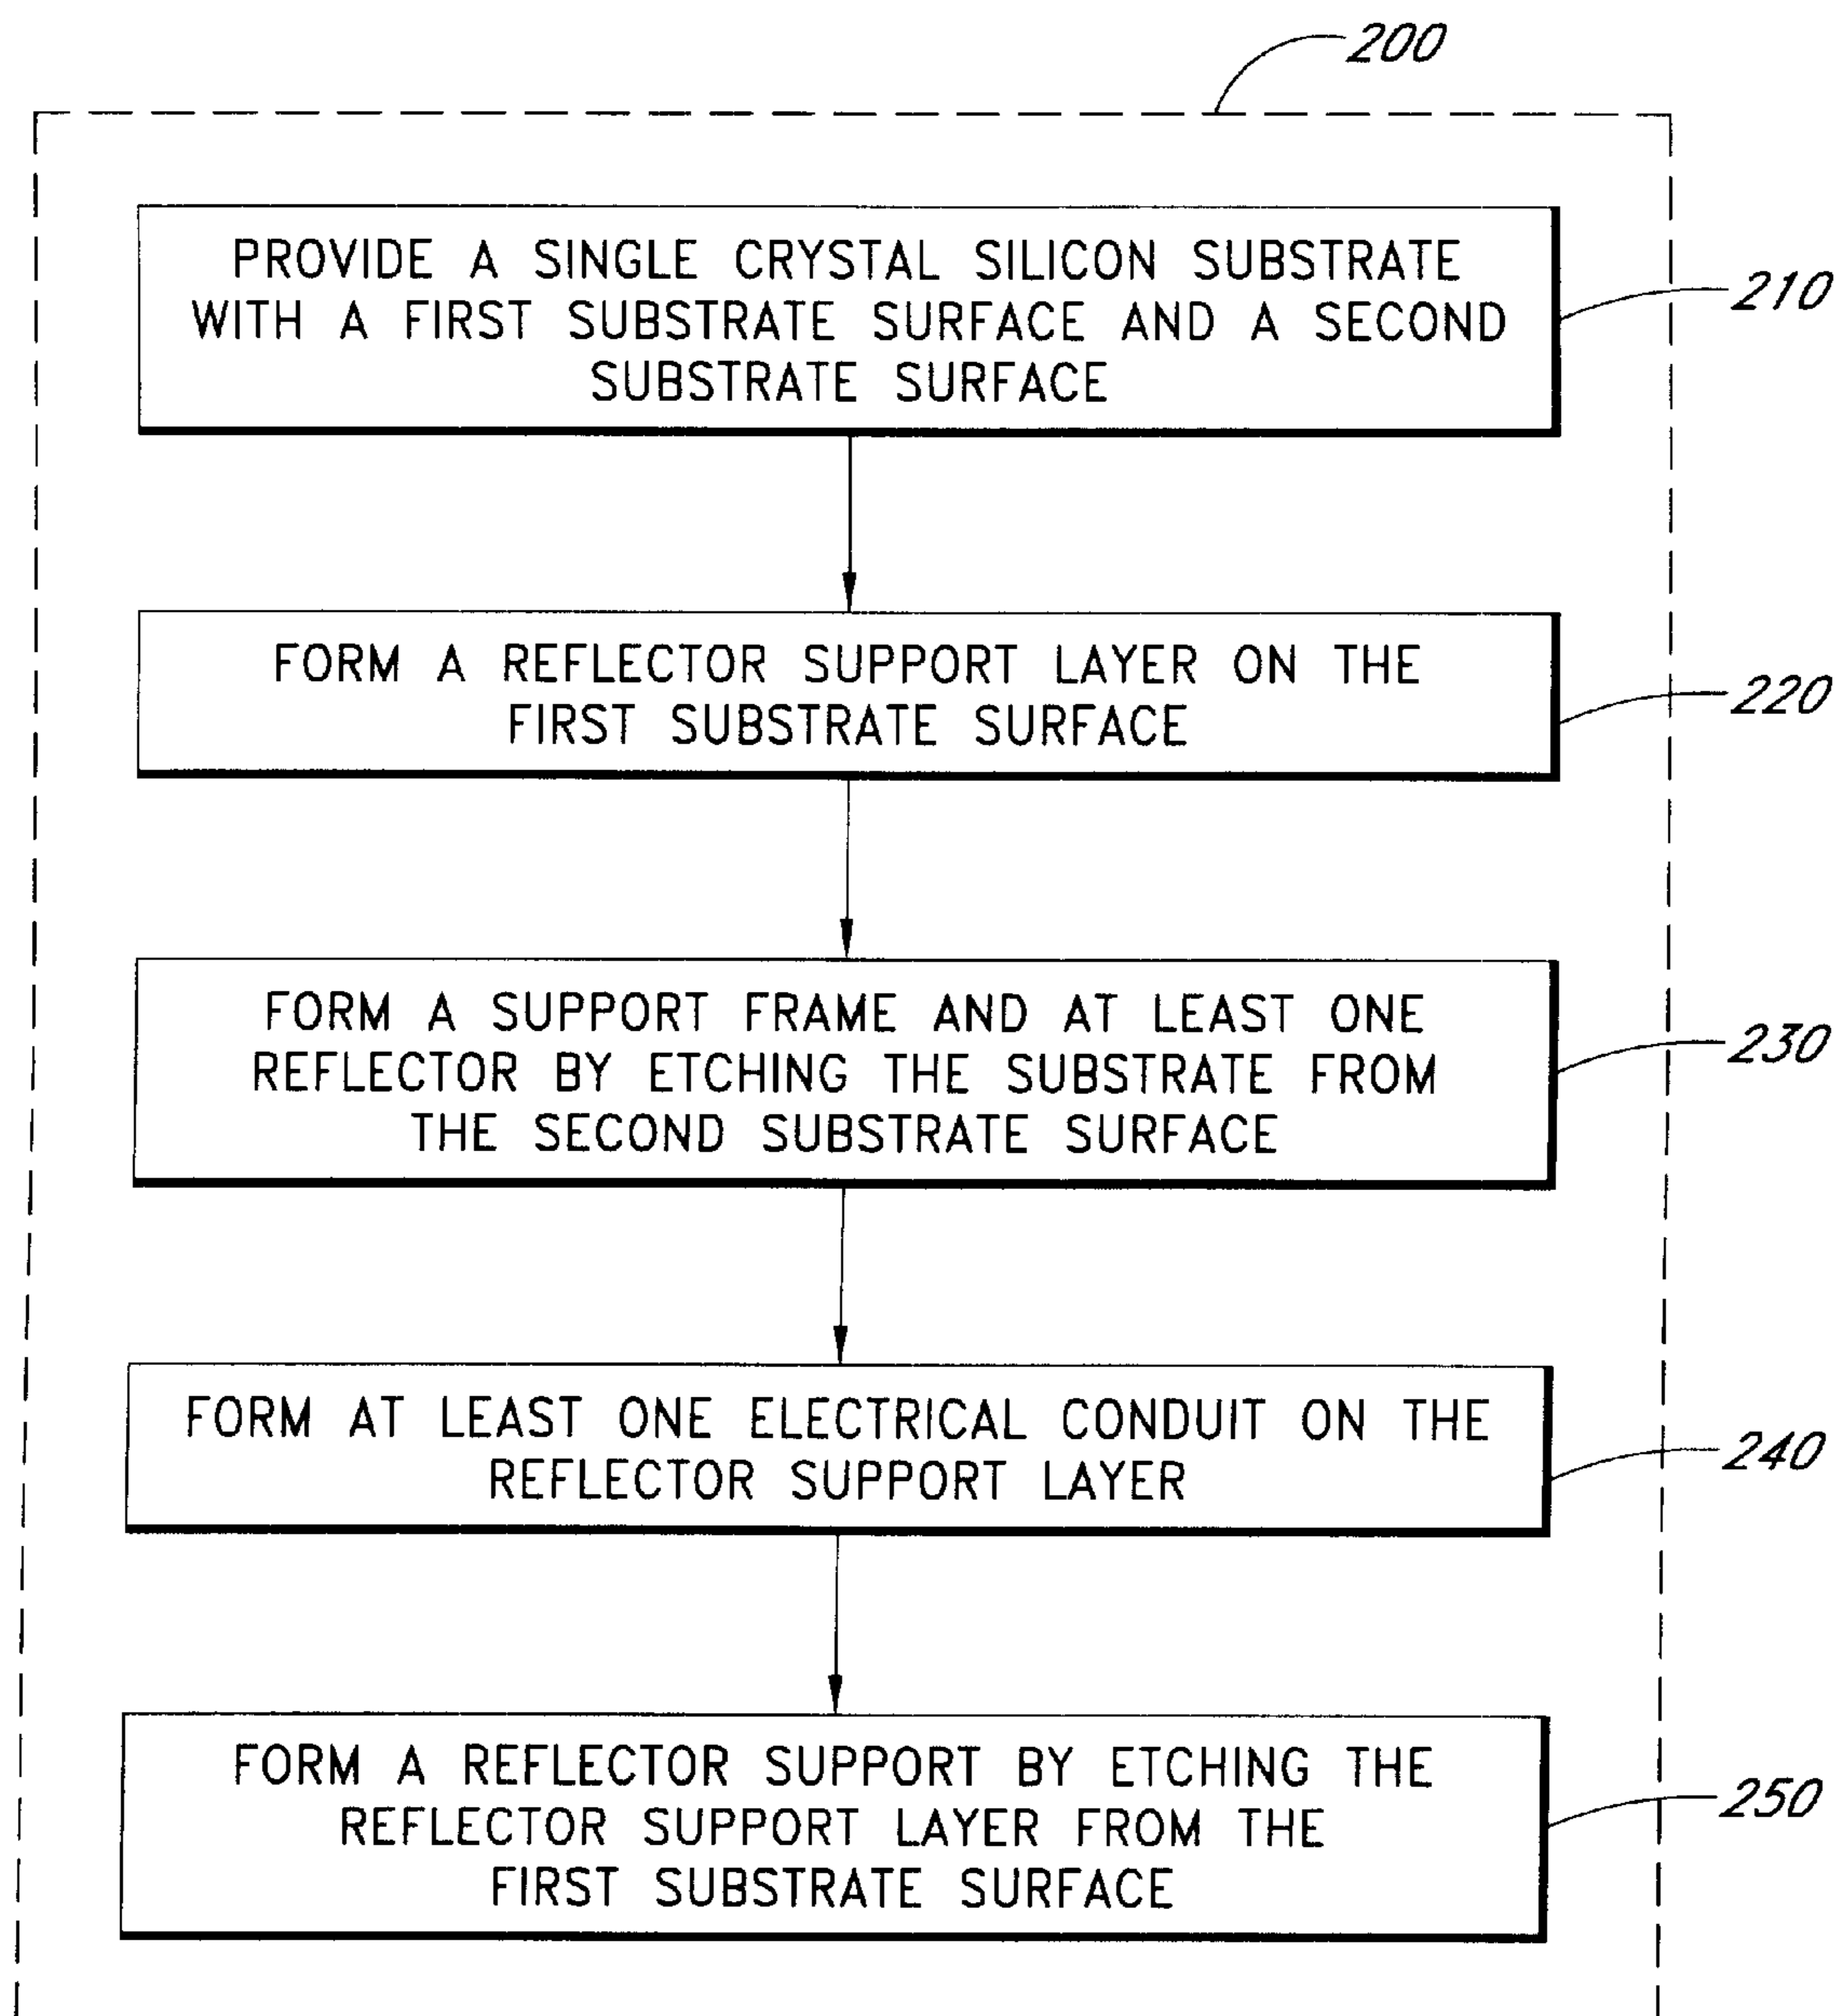 200
PROVIDE A SINGLE CRYSTAL SILICON SUBSTRATE
WITH A FIRST SUBSTRATE SURFACE AND A SECOND
SUBSTRATE SURFACE
210
FORM A REFLECTOR SUPPORT LAYER ON THE
FIRST SUBSTRATE SURFACE
220
FORM A SUPPORT FRAME AND AT LEAST ONE
REFLECTOR BY ETCHING THE SUBSTRATE FROM
THE SECOND SUBSTRATE SURFACE
230
FORM AT LEAST ONE ELECTRICAL CONDUIT ON THE
REFLECTOR SUPPORT LAYER
240
FORM A REFLECTOR SUPPORT BY ETCHING THE
REFLECTOR SUPPORT LAYER FROM THE
FIRST SUBSTRATE SURFACE
250